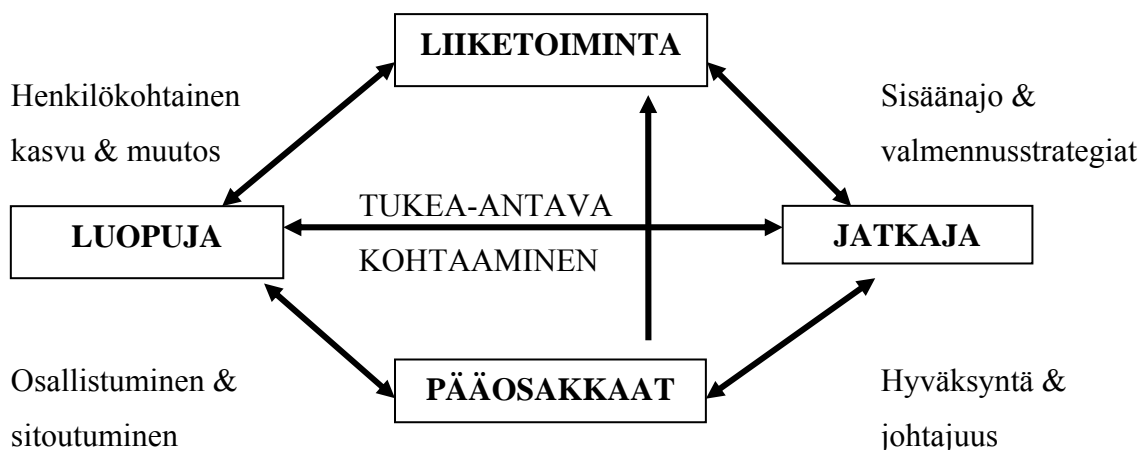 LIIKETOIMINTA
Henkilökohtainen
kasvu & muutos
Sisäänajo &
valmennusstrategiat
TUKEA-ANTAVA
KOHTAAMINEN
LUOPUJA
JATKAJA
PÄÄOSAKKAAT
Osallistuminen &
sitoutuminen
Hyväksyntä &
johtajuus